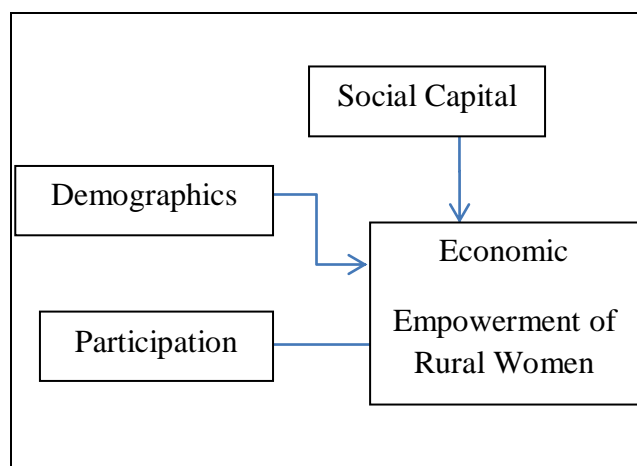 Social Capital
Demographics
Economic
Empowerment of
Rural Women
Participation